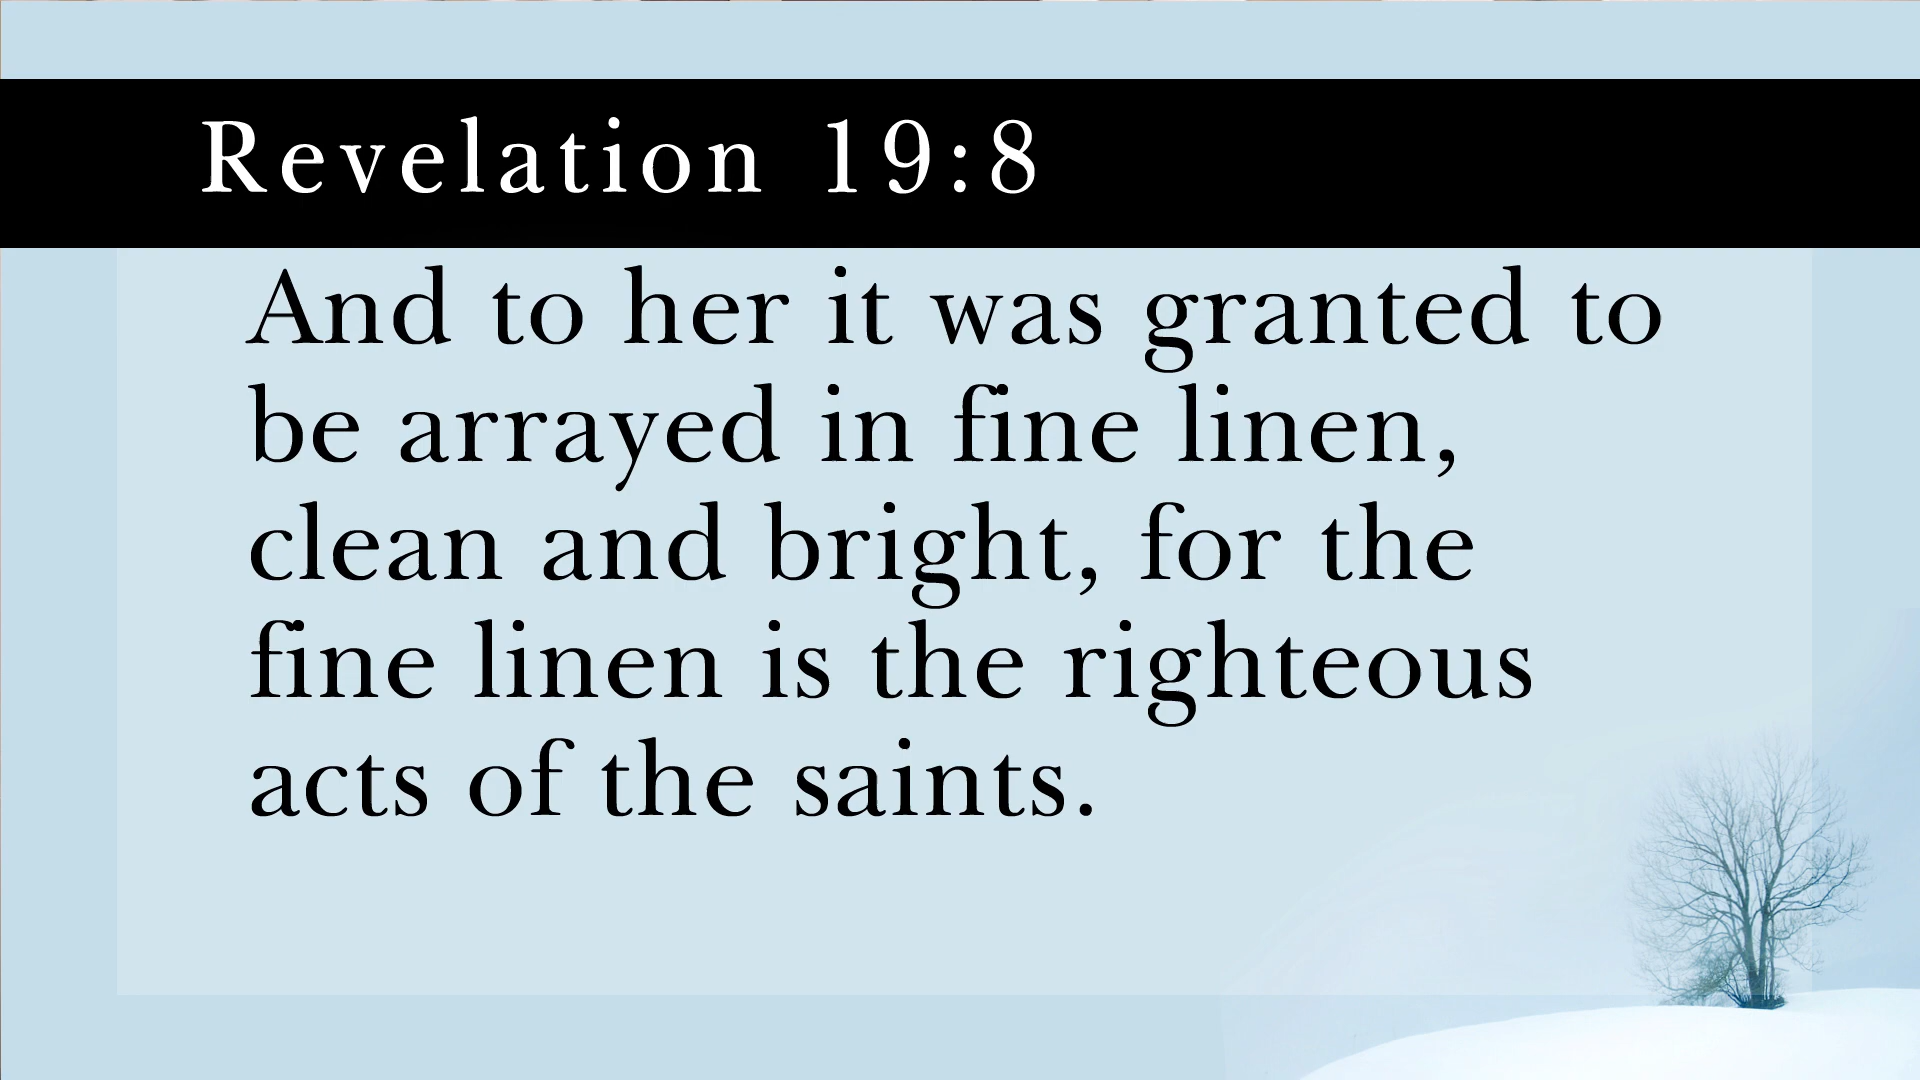 Revelation 19:8
And to her it was granted to
be arrayed in fine linen,
clean and bright, for the
fine linen is the righteous
acts of the saints.